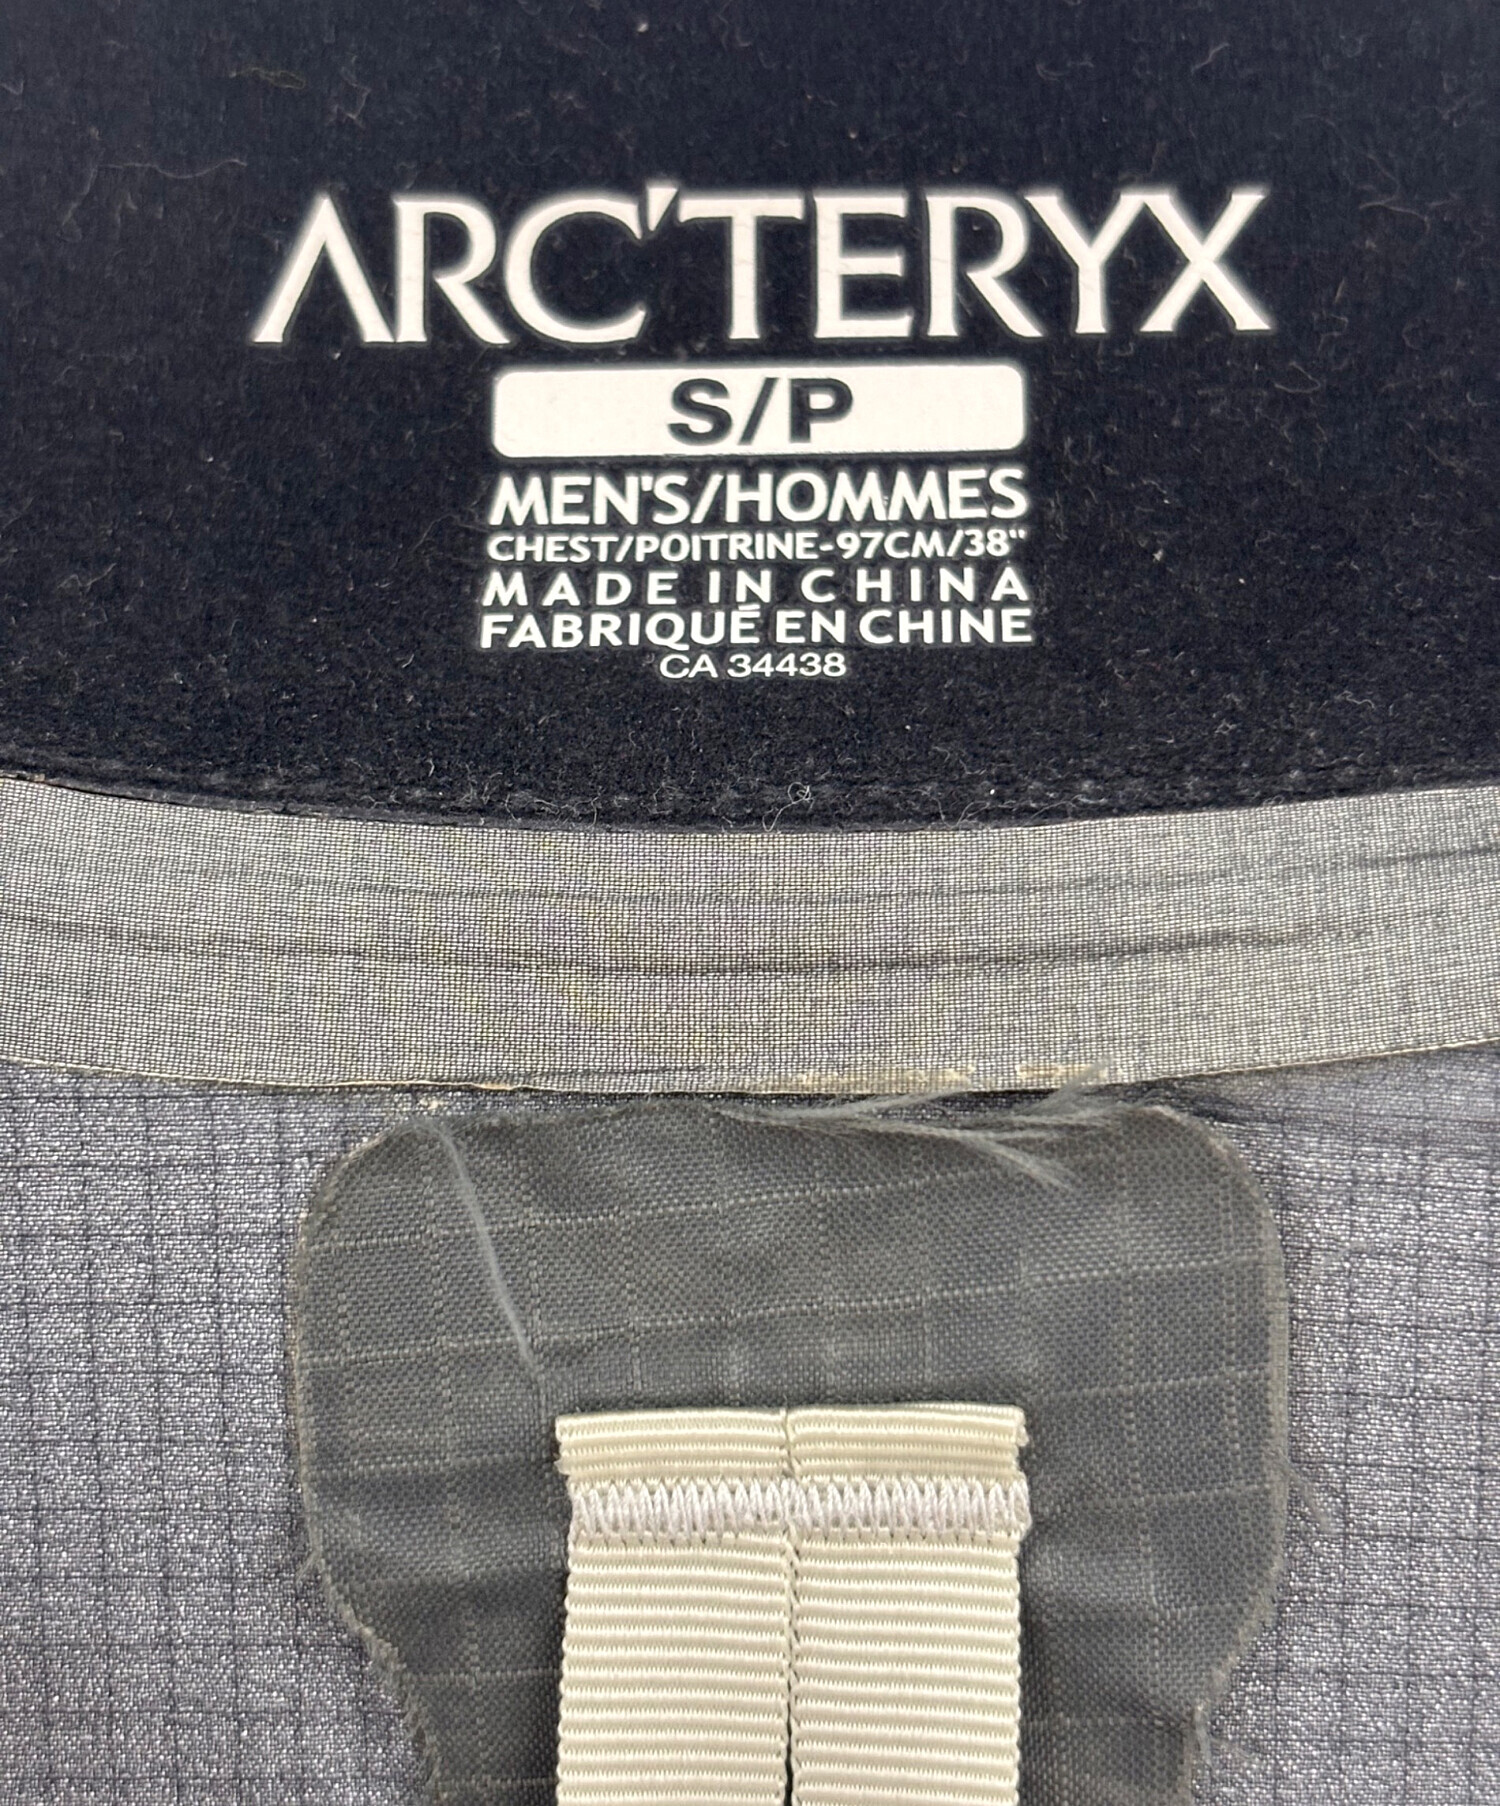 ARC'TERYX
S/P
MEN'S/HOMMES
CHEST/POITRINE-97CM/38"
MADE IN CHINA
FABRIQUÉ EN CHINE
CA 34438